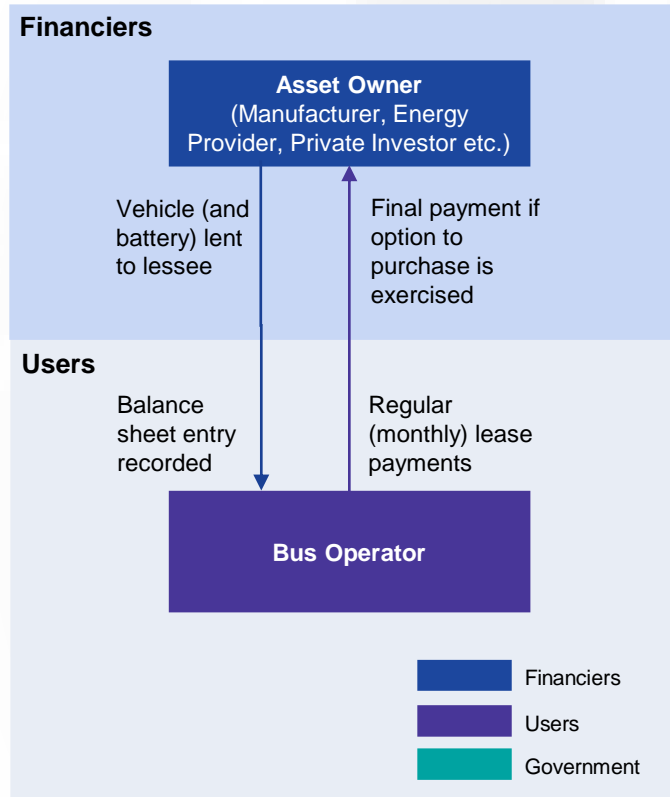 Financiers
Asset Owner
(Manufacturer, Energy
Provider, Private Investor etc.)
Vehicle (and
battery) lent
to lessee
Final payment if
option to
purchase is
exercised
Users
Balance
sheet entry
recorded
Regular
(monthly) lease
payments
Bus Operator
Financiers
Users
Government